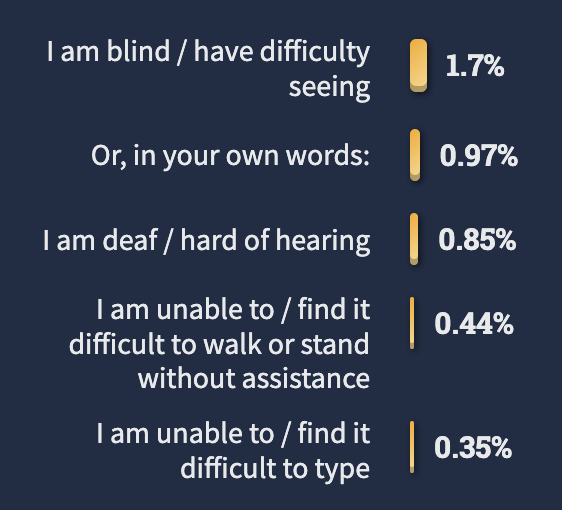 I am blind / have difficulty
seeing
1.7%
Or, in your own words:
0.97%
I am deaf / hard of hearing
0.85%
I am unable to / find it
difficult to walk or stand
without assistance
0.44%
I am unable to / find it
difficult to type
0.35%